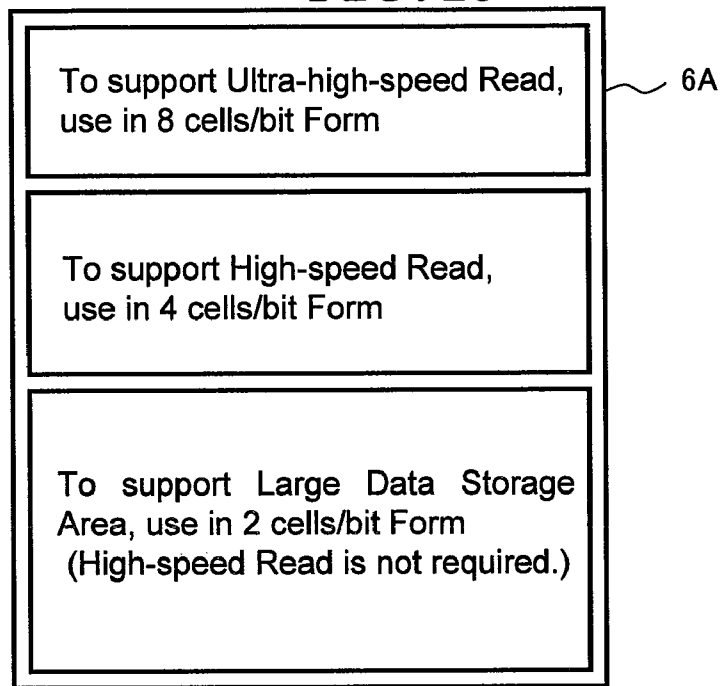 To support Ultra-high-speed Read,
use in 8 cells/bit Form
6A
To support High-speed Read,
use in 4 cells/bit Form
To support Large Data Storage
Area, use in 2 cells/bit Form
(High-speed Read is not required.)